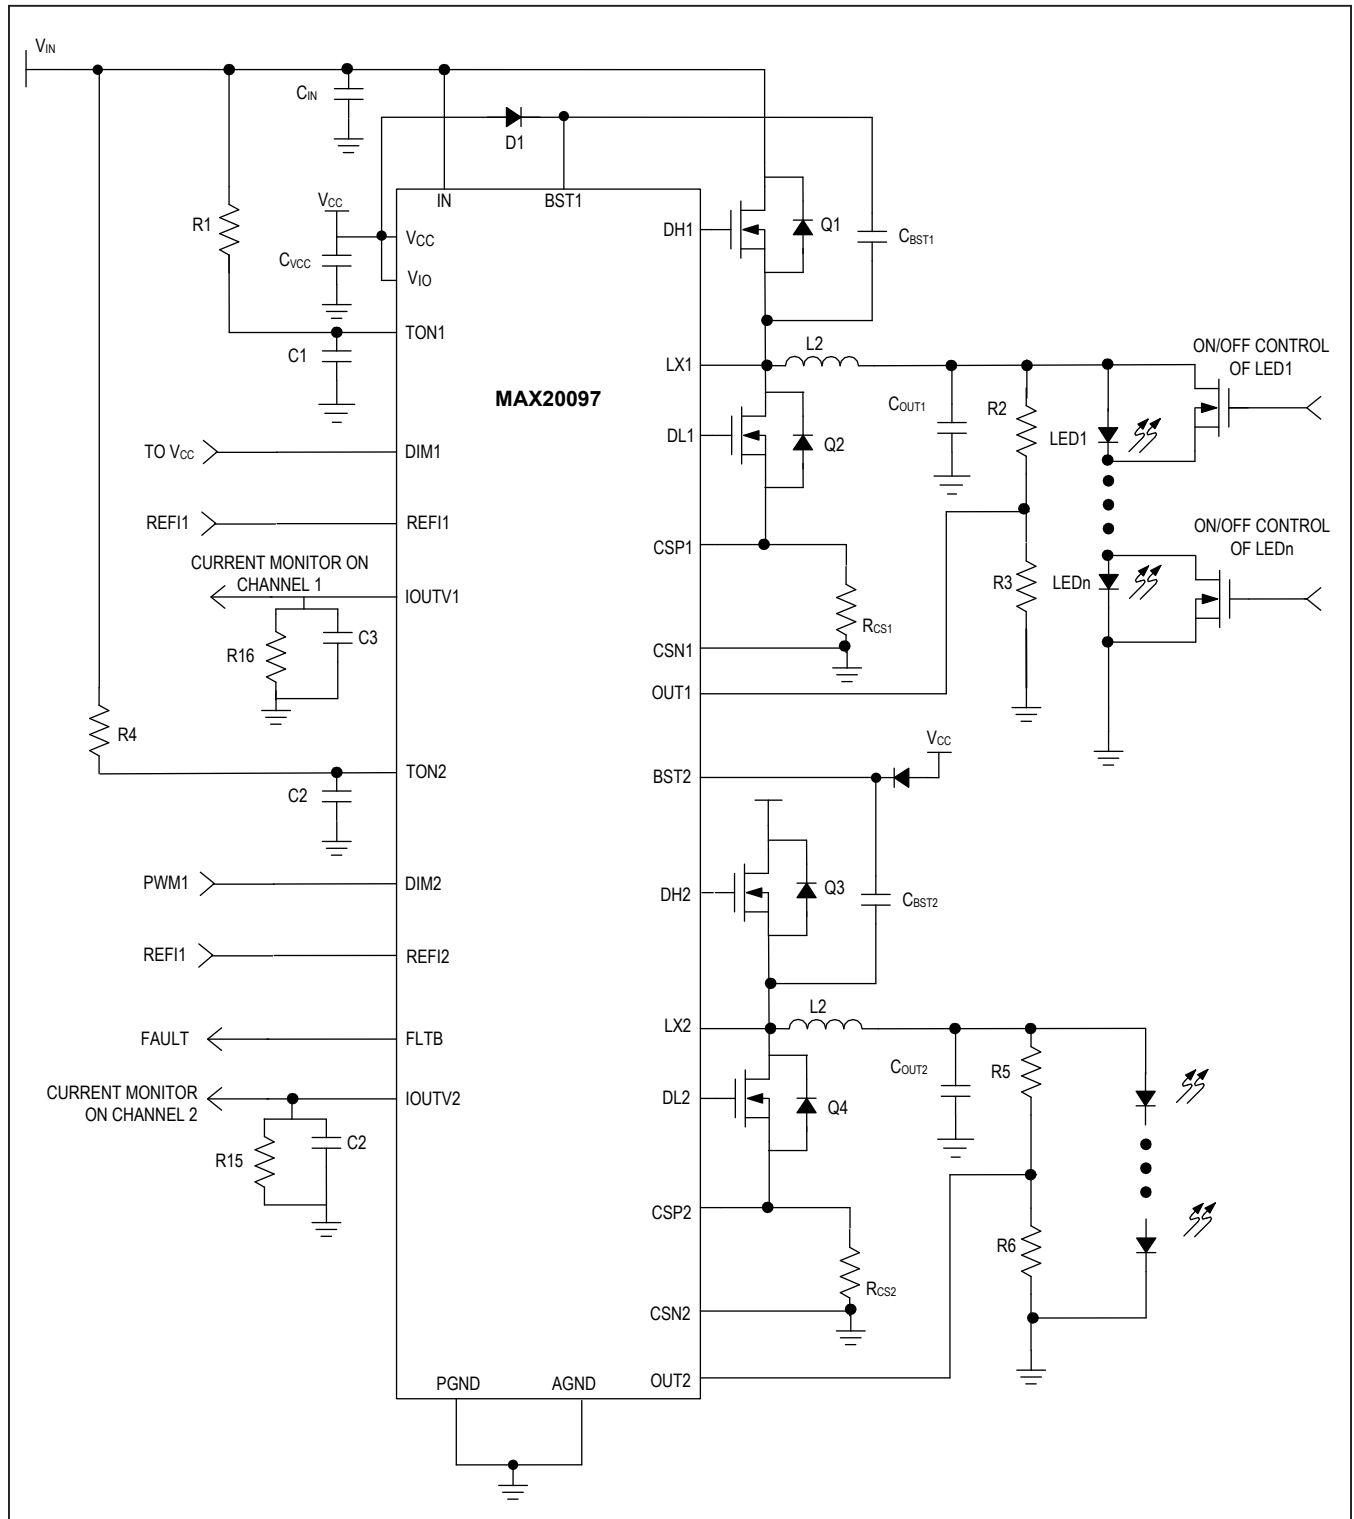 VIN
CIN
D1
IN
BST1
R1
VCC
VCC
CVCC
VIO
DH1
Q1
CBST1
TON1
C1
LX1
L2
ON/OFF CONTROL
OF LED1
MAX20097
COUT1
R2
DL1
Q2
LED1
TO VCC
DIM1
REFI1
REFI1
ON/OFF CONTROL
OF LEDn
CSP1
CURRENT MONITOR ON
CHANNEL 1
IOUTV1
R3
LEDn
RCS1
R16
C3
CSN1
OUT1
R4
VCC
TON2
BST2
C2
PWM1
DIM2
DH2
Q3
CBST2
REFI1
REFI2
L2
LX2
FAULT
FLTB
COUT2
R5
CURRENT MONITOR
ON CHANNEL 2
IOUTV2
DL2
Q4
R15
C2
CSP2
R6
RCS2
CSN2
OUT2
PGND
AGND